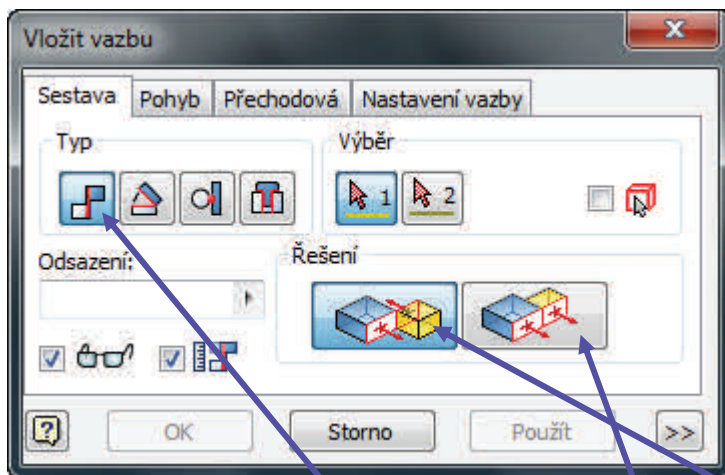 Vložit vazbu
Sestava Pohyb Přechodová Nastavení vazby
Typ Výběr
1 2
Odsazení: Řešení
OK Storno Použít >>